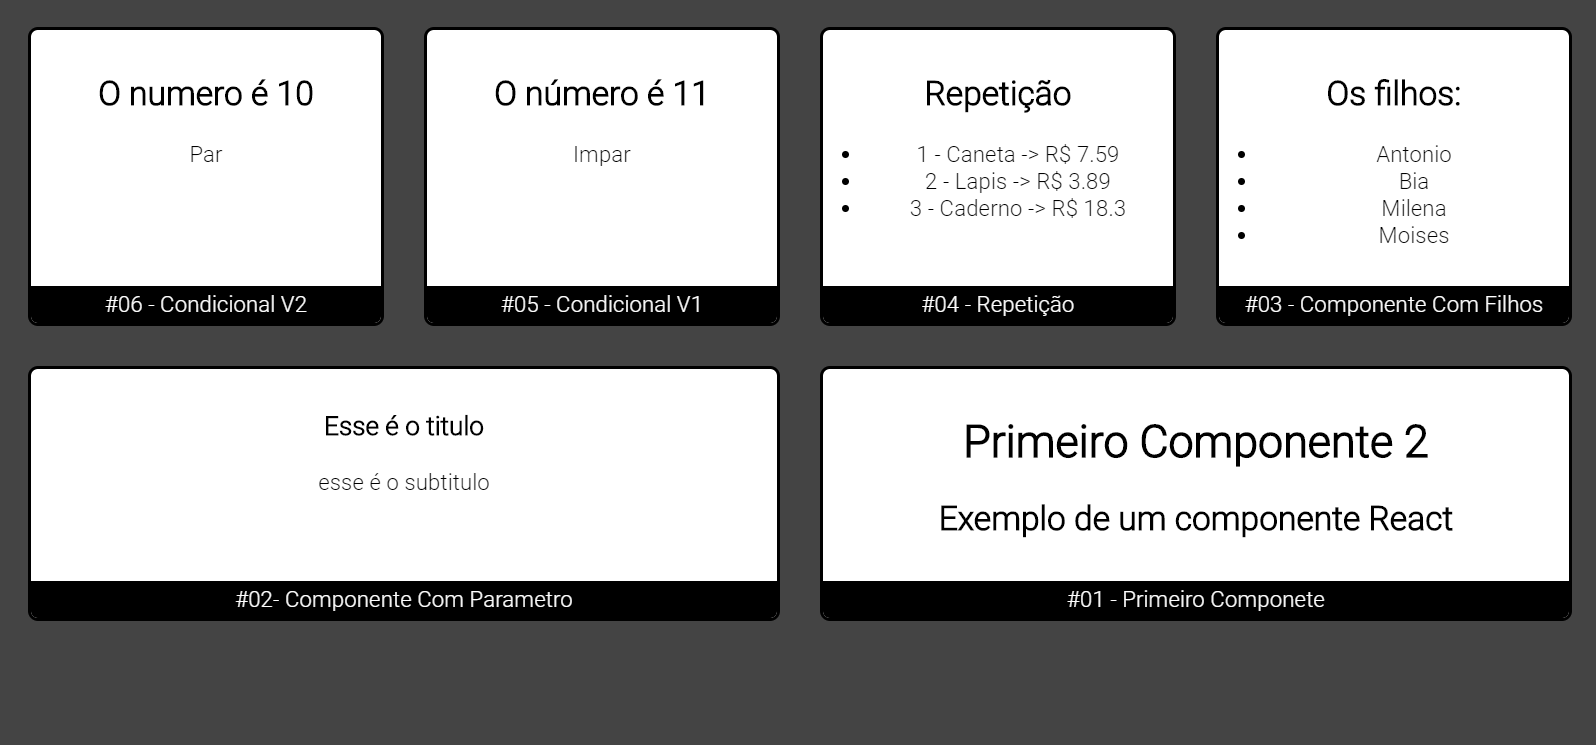 O numero é 10
Par
#06 - Condicional V2
O número é 11
Impar
#05 - Condicional V1
Repetição
1 - Caneta -> R$ 7.59
2 - Lapis -> R$ 3.89
3 - Caderno -> R$ 18.3
#04 - Repetição
Os filhos:
Antonio
Bia
Milena
Moises
#03 - Componente Com Filhos
Esse é o titulo
esse é o subtitulo
#02- Componente Com Parametro
Primeiro Componente 2
Exemplo de um componente React
#01 - Primeiro Componete